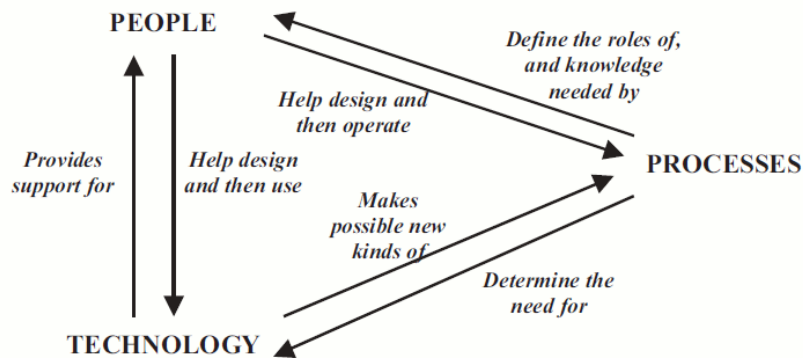 PEOPLE
Define the roles of,
and knowledge
needed by
Help design and
then operate
Provides
support for
Help design
and then use
PROCESSES
Makes
possible new
kinds of
Determine the
need for
TECHNOLOGY